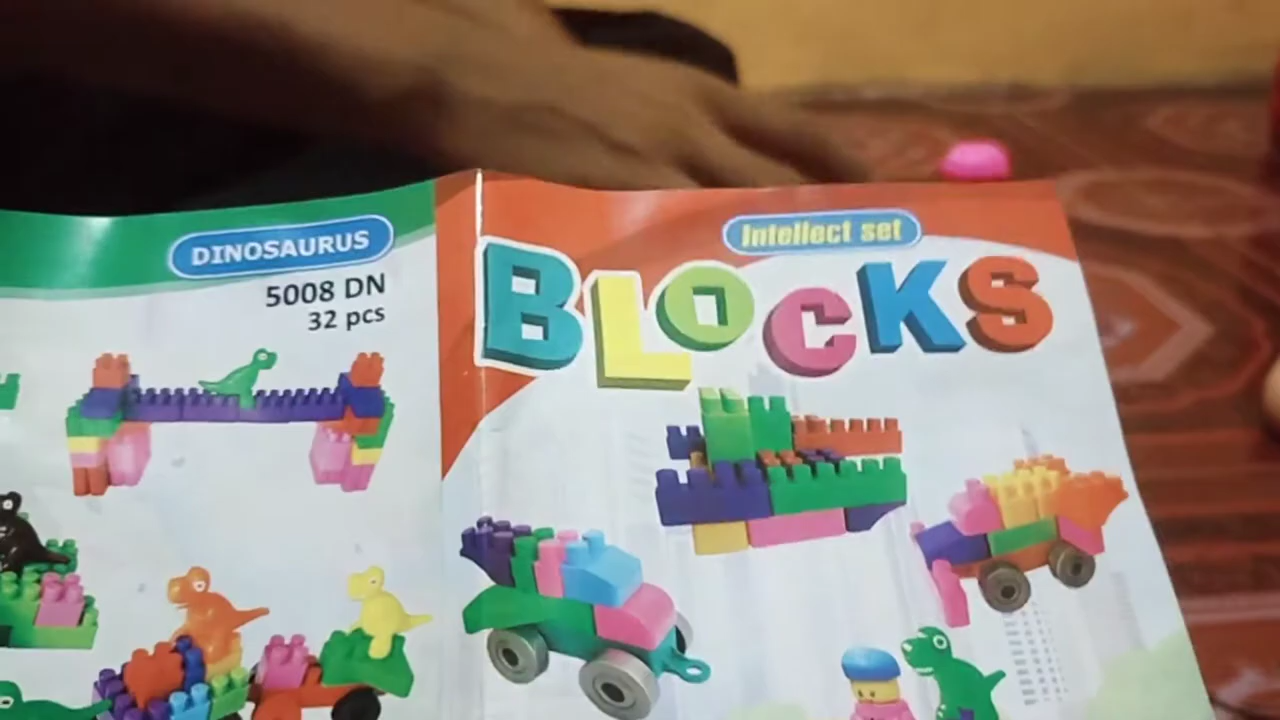 DINOSAURUS
5008 DN
32 pcs
Intellect set
BLOCKS